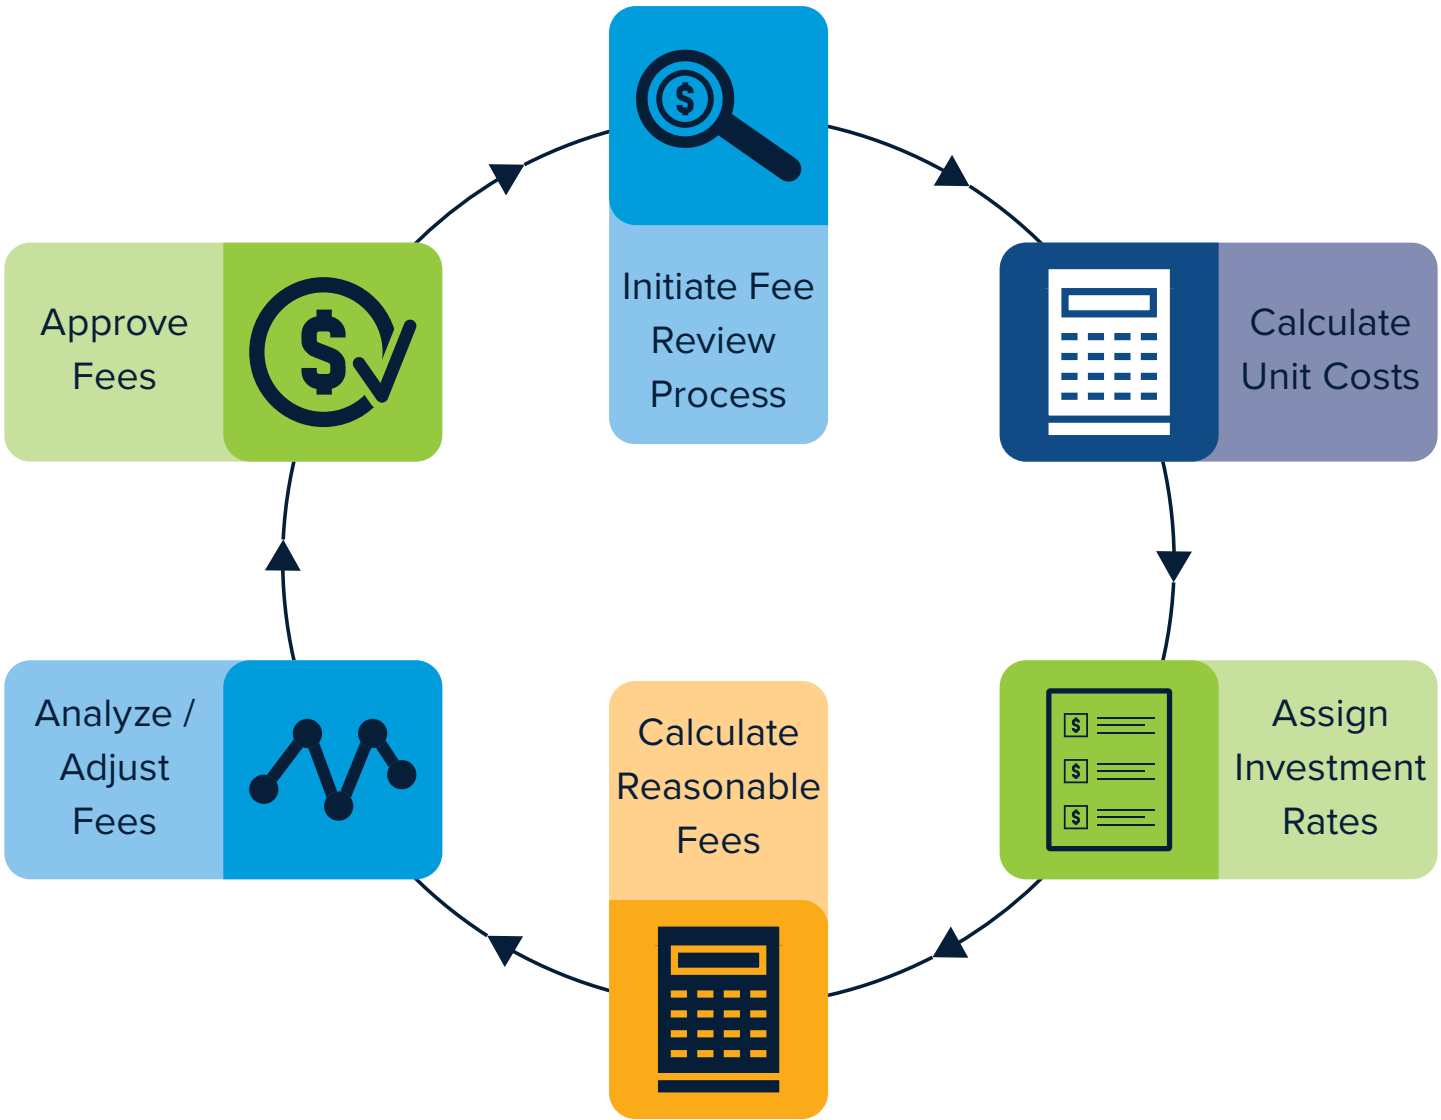 Initiate Fee
Review
Process
Calculate
Unit Costs
Assign
Investment
Rates
Calculate
Reasonable
Fees
Analyze /
Adjust
Fees
Approve
Fees
$
$
$
$
$